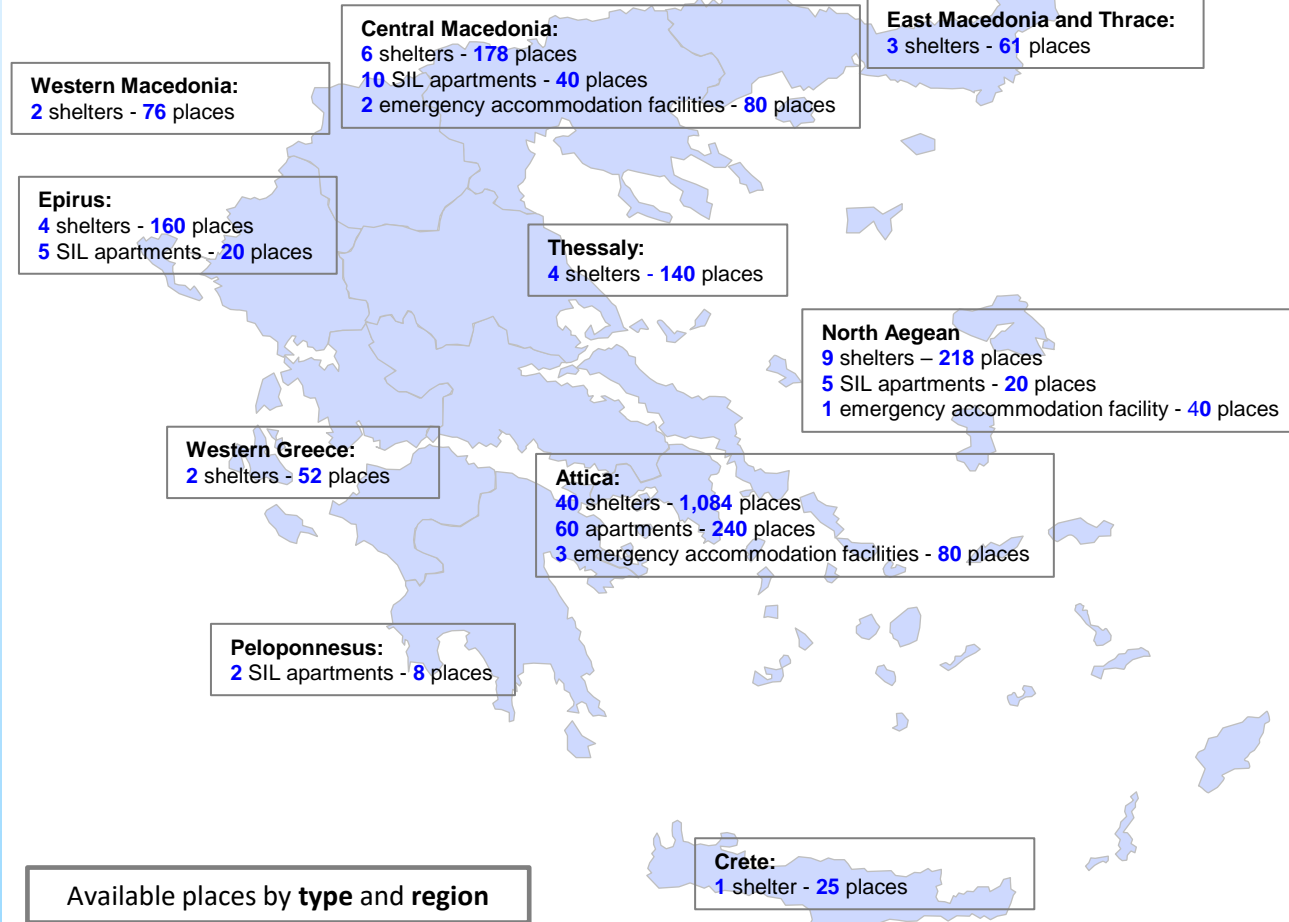 Central Macedonia:
6 shelters - 178 places
10 SIL apartments - 40 places
2 emergency accommodation facilities - 80 places
East Macedonia and Thrace:
3 shelters - 61 places
Western Macedonia:
2 shelters - 76 places
Epirus:
4 shelters - 160 places
5 SIL apartments - 20 places
Thessaly:
4 shelters - 140 places
North Aegean
9 shelters – 218 places
5 SIL apartments - 20 places
1 emergency accommodation facility - 40 places
Western Greece:
2 shelters - 52 places
Attica:
40 shelters - 1,084 places
60 apartments - 240 places
3 emergency accommodation facilities - 80 places
Peloponnesus:
2 SIL apartments - 8 places
Crete:
1 shelter - 25 places
Available places by type and region